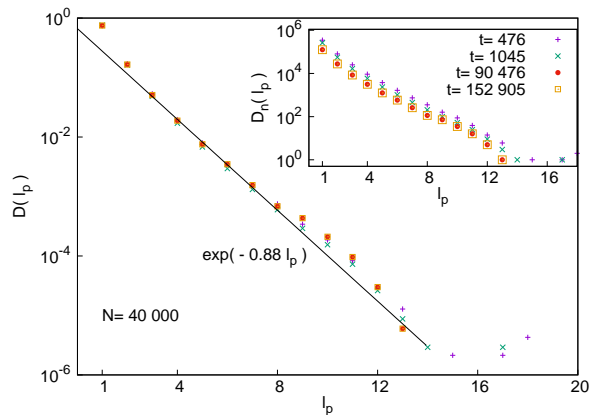 10^0
10^-2
10^-4
10^-6
D( l_p )
1 4 8 12 16 20
l_p
exp( - 0.88 l_p )
N= 40 000
10^6
10^4
10^2
10^0
D_n( l_p )
1 4 8 12 16
l_p
t= 476
t= 1045
t= 90 476
t= 152 905